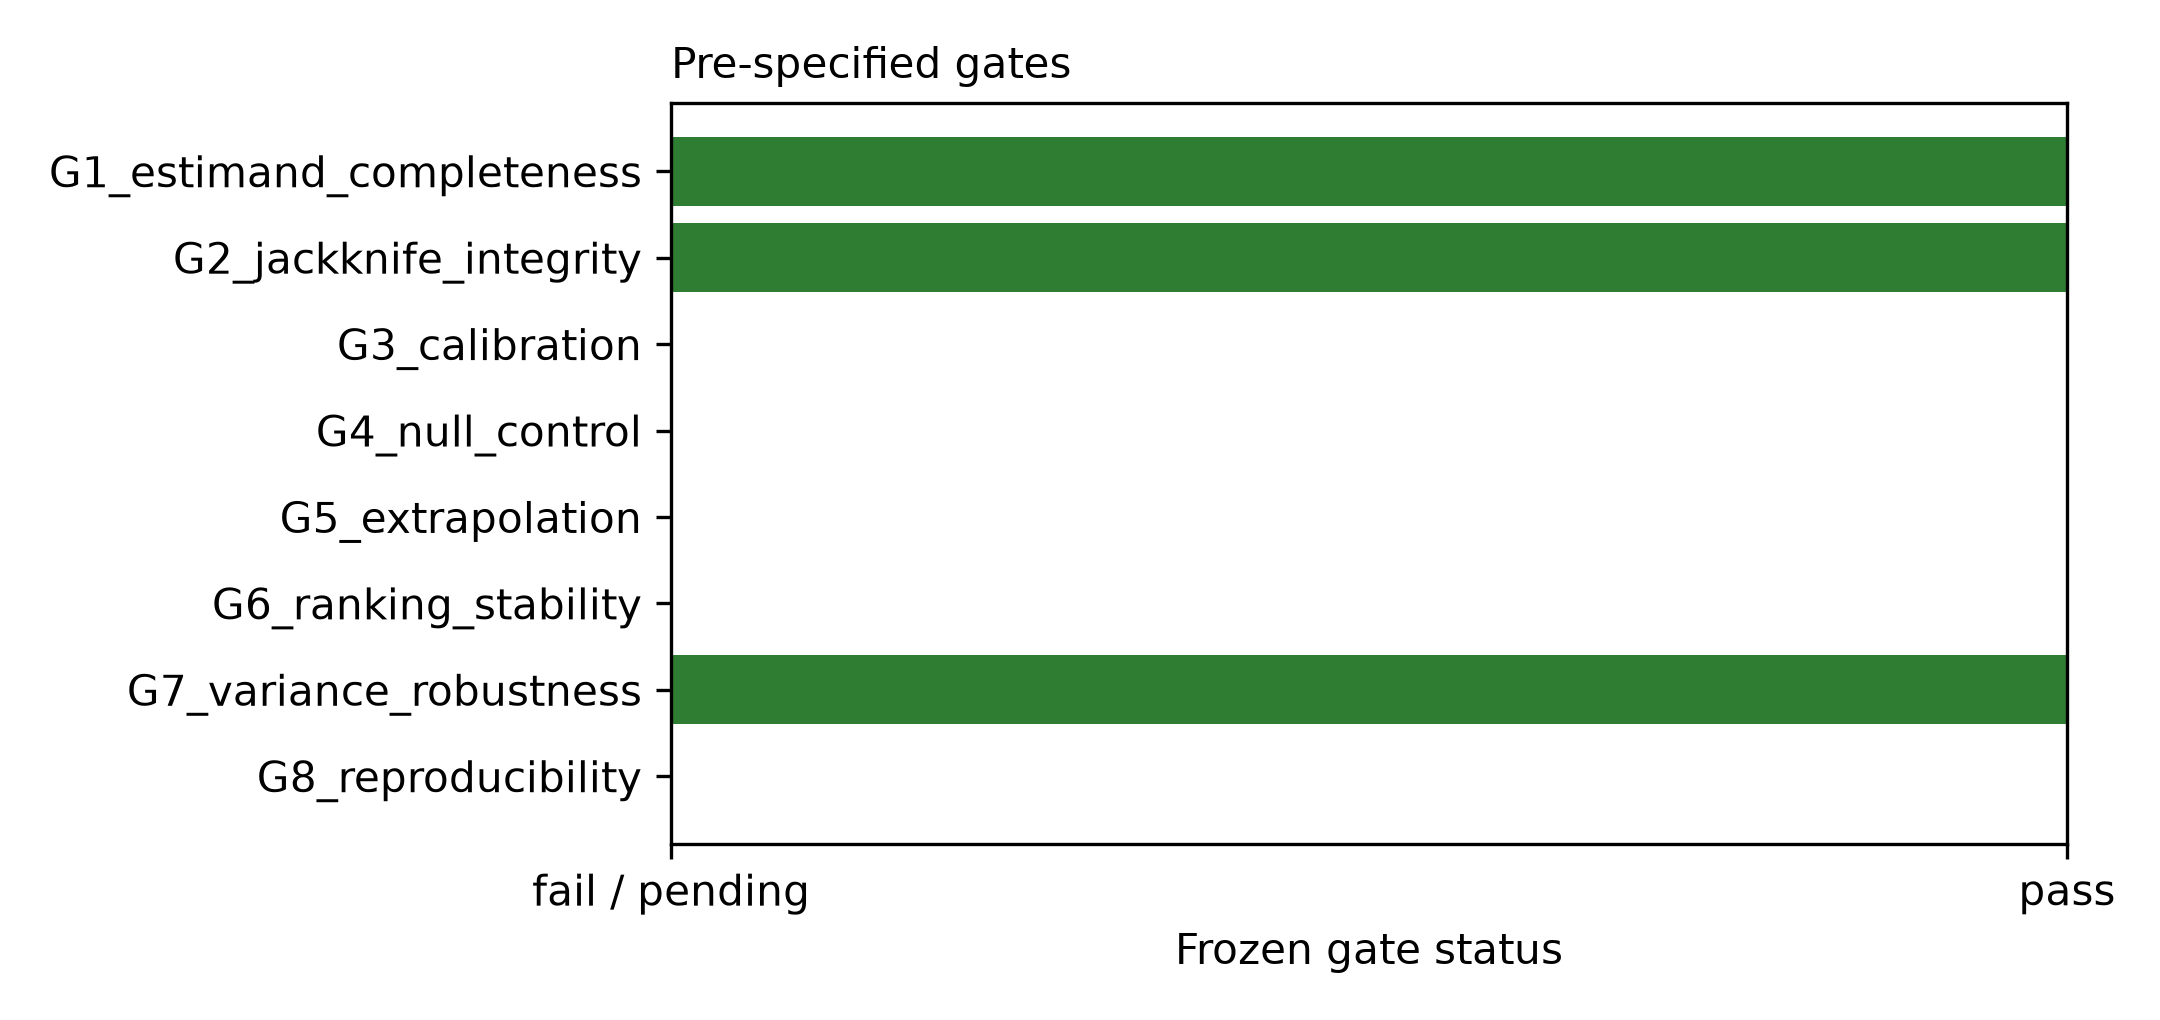 Pre-specified gates
G1_estimand_completeness
G2_jackknife_integrity
G3_calibration
G4_null_control
G5_extrapolation
G6_ranking_stability
G7_variance_robustness
G8_reproducibility
fail / pending
pass
Frozen gate status